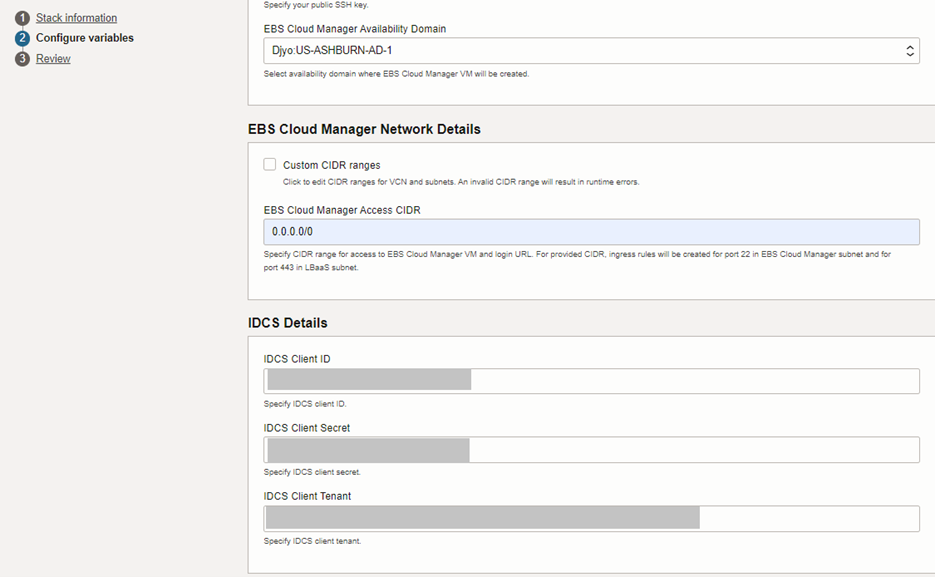 1 Stack information
2 Configure variables
3 Review
Specify your public SSH key.
EBS Cloud Manager Availability Domain
Djyo:US-ASHBURN-AD-1
Select availability domain where EBS Cloud Manager VM will be created.
EBS Cloud Manager Network Details
Custom CIDR ranges
Click to edit CIDR ranges for VCN and subnets. An invalid CIDR range will result in runtime errors.
EBS Cloud Manager Access CIDR
0.0.0.0/0
Specify CIDR range for access to EBS Cloud Manager VM and login URL. For provided CIDR, ingress rules will be created for port 22 in EBS Cloud Manager subnet and for
port 443 in LBaaS subnet.
IDCS Details
IDCS Client ID
Specify IDCS client ID.
IDCS Client Secret
Specify IDCS client secret.
IDCS Client Tenant
Specify IDCS client tenant.